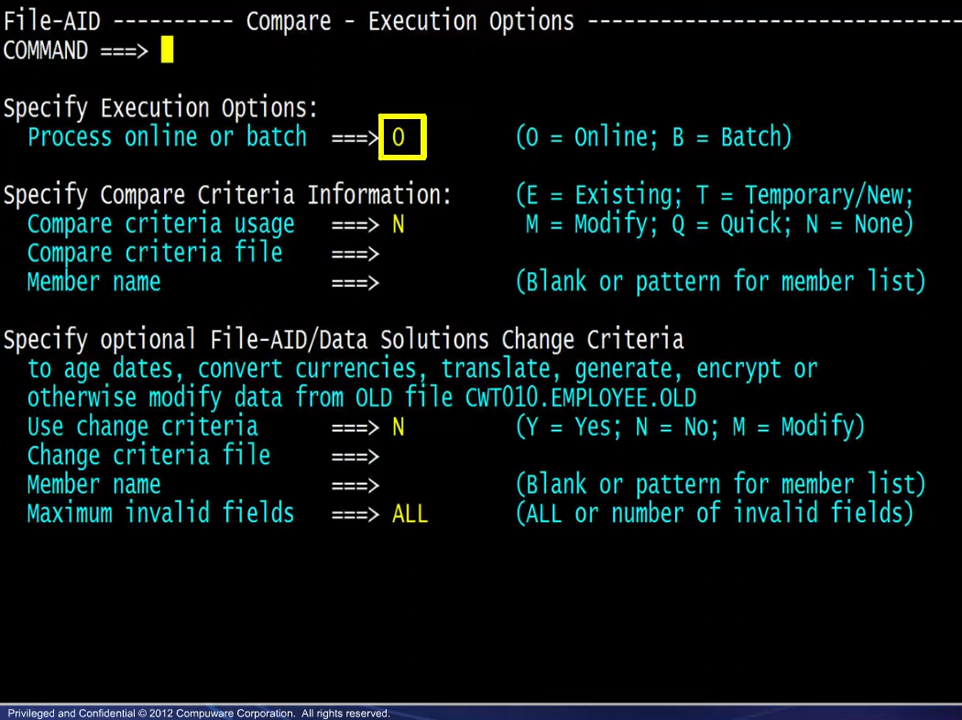 File-AID ---------- Compare - Execution Options -------------------------------
COMMAND ===>
Specify Execution Options:
Process online or batch ===> O (O = Online; B = Batch)
Specify Compare Criteria Information: (E = Existing; T = Temporary/New;
Compare criteria usage ===> N M = Modify; Q = Quick; N = None)
Compare criteria file ===>
Member name ===> (Blank or pattern for member list)
Specify optional File-AID/Data Solutions Change Criteria
to age dates, convert currencies, translate, generate, encrypt or
otherwise modify data from OLD file CWT010.EMPLOYEE.OLD
Use change criteria ===> N (Y = Yes; N = No; M = Modify)
Change criteria file ===>
Member name ===> (Blank or pattern for member list)
Maximum invalid fields ===> ALL (ALL or number of invalid fields)
Privileged and Confidential © 2012 Compuware Corporation. All rights reserved.